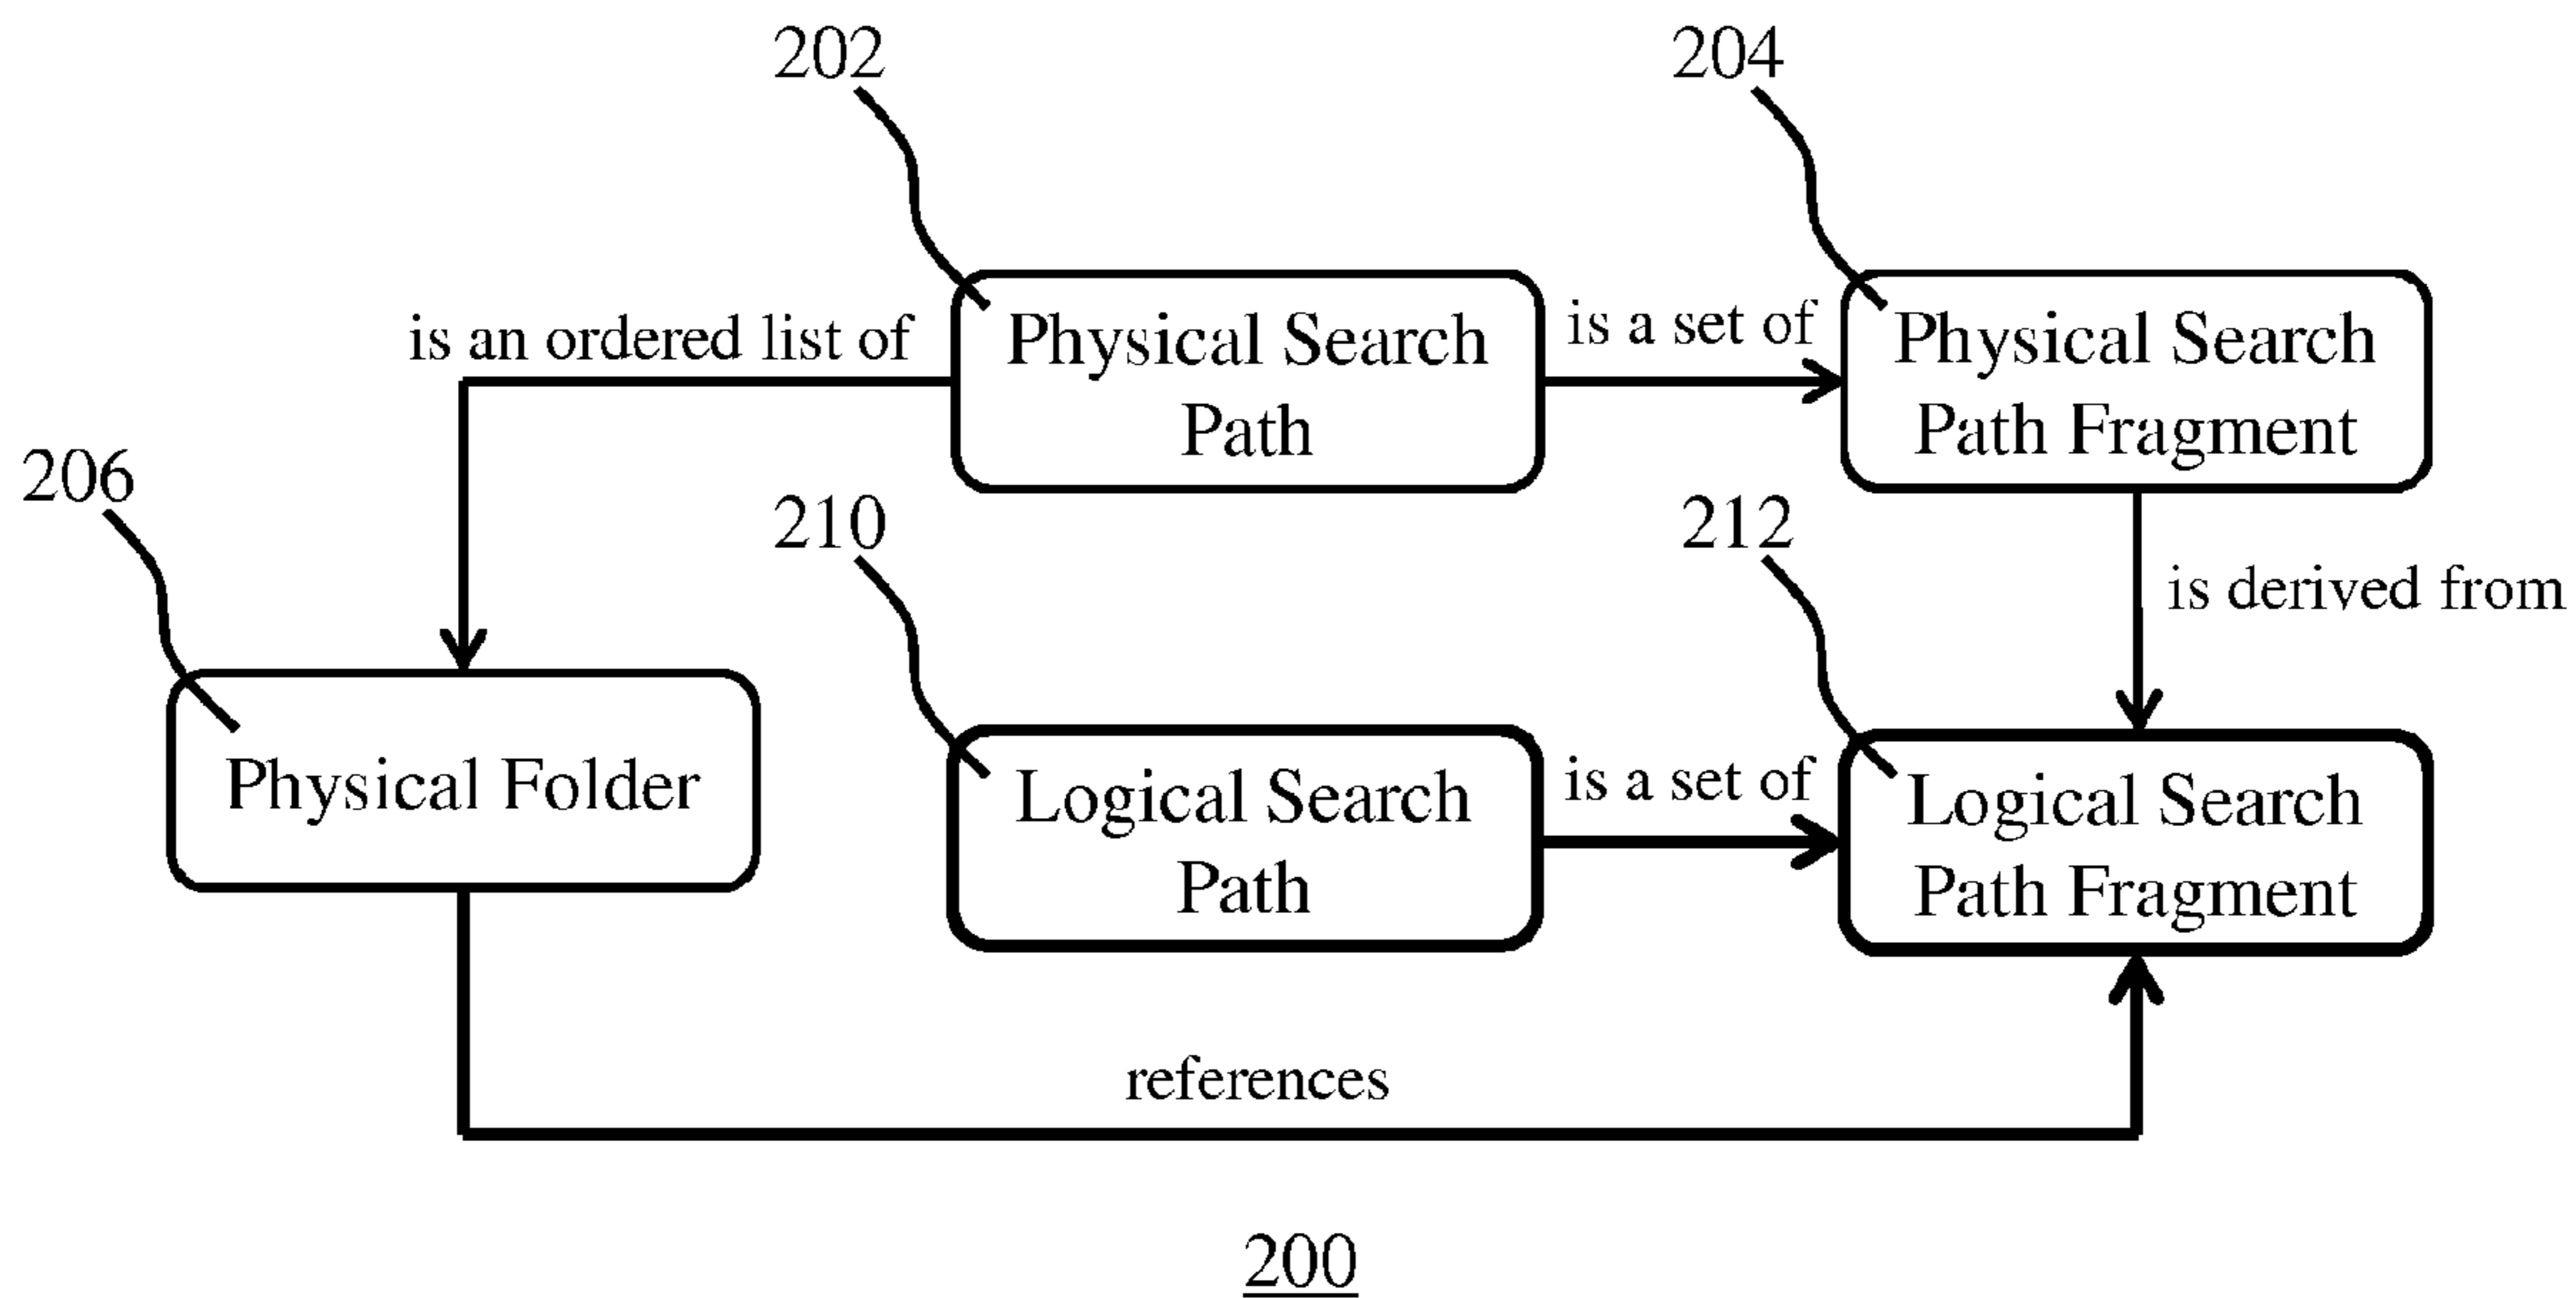 202
204
is an ordered list of
Physical Search
Path
is a set of
Physical Search
Path Fragment
206
210
212
is derived from
Physical Folder
Logical Search
Path
is a set of
Logical Search
Path Fragment
references
200